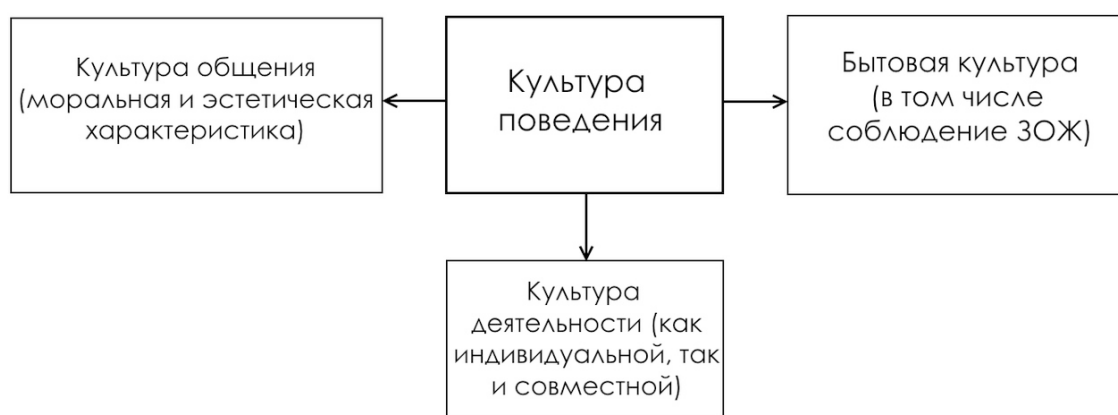 Культура общения
(моральная и эстетическая
характеристика)
Культура
поведения
Бытовая культура
(в том числе
соблюдение ЗОЖ)
Культура
деятельности (как
индивидуальной, так
и совместной)